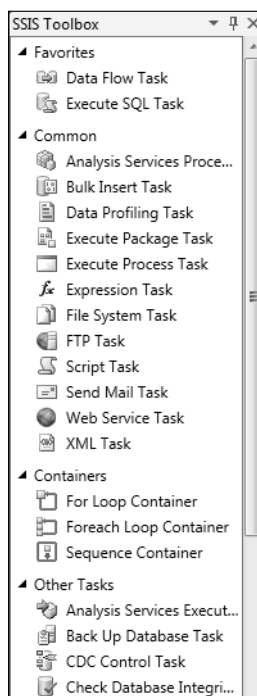 SSIS Toolbox
Favorites
Data Flow Task
Execute SQL Task
Common
Analysis Services Proce...
Bulk Insert Task
Data Profiling Task
Execute Package Task
Execute Process Task
fx Expression Task
File System Task
FTP Task
Script Task
Send Mail Task
Web Service Task
XML Task
Containers
For Loop Container
Foreach Loop Container
Sequence Container
Other Tasks
Analysis Services Execut...
Back Up Database Task
CDC Control Task
Check Database Integri...